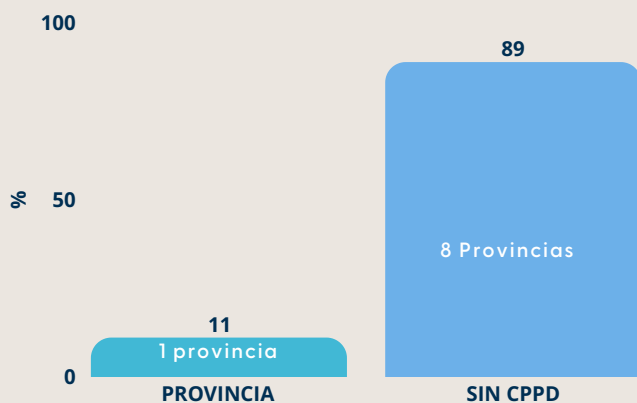 100
89
%
50
8 Provincias
11
1 provincia
0
PROVINCIA
SIN CPPD